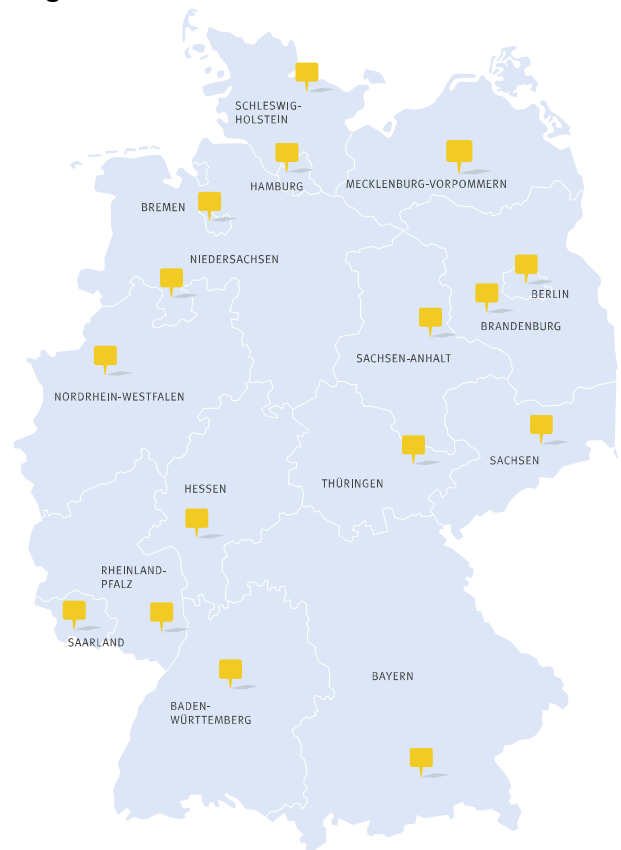 SCHLESWIG-
HOLSTEIN
HAMBURG
MECKLENBURG-VORPOMMERN
BREMEN
NIEDERSACHSEN
BERLIN
BRANDENBURG
SACHSEN-ANHALT
NORDRHEIN-WESTFALEN
SACHSEN
THÜRINGEN
HESSEN
RHEINLAND-
PFALZ
SAARLAND
BAYERN
BADEN-
WÜRTTEMBERG